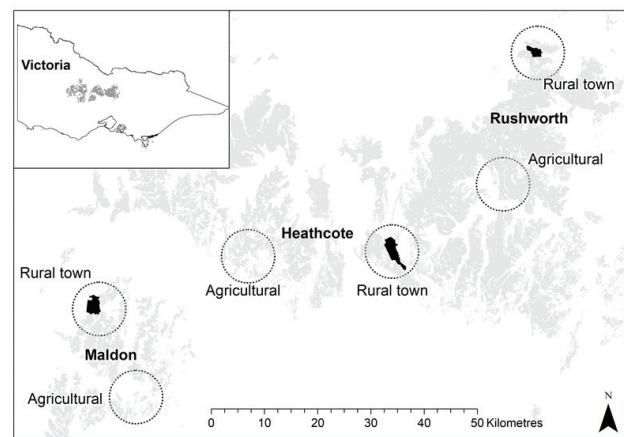 Victoria
Rural town
Rushworth
Agricultural
Heathcote
Agricultural
Rural town
Rural town
Maldon
Agricultural
N
0 10 20 30 40 50 Kilometres